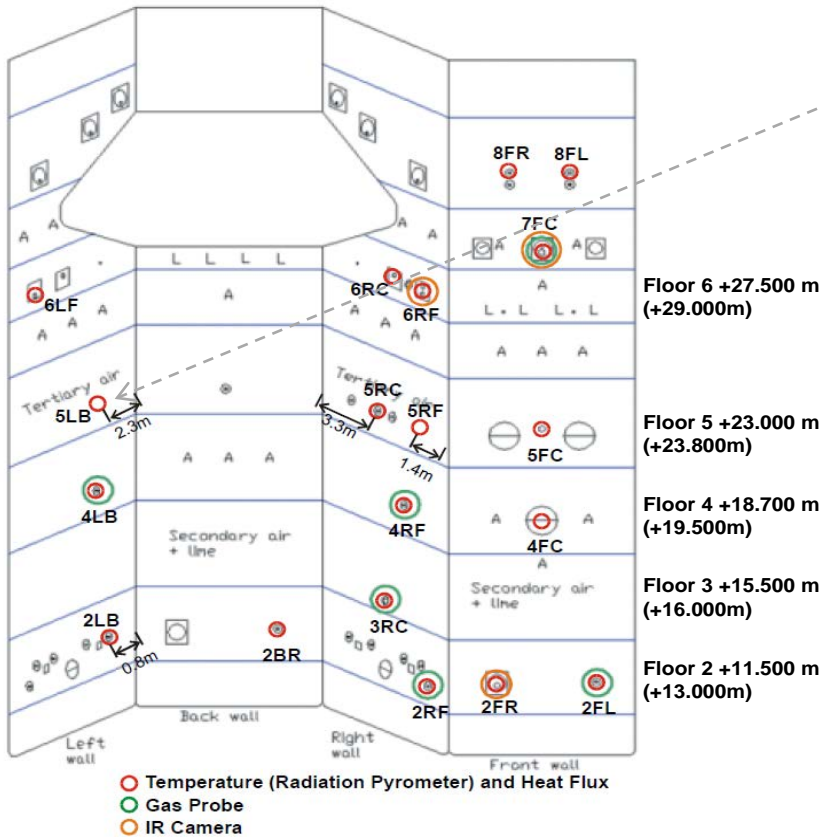 8FR 8FL
7FC
A A
A A
A A
A A
L L L L
A
6LF
A
6RC
6RF
A
L L L L
Floor 6 +27.500 m
(+29.000m)
A A A
A A A
A A A
Tertiary air
5LB
2.3m
Tertiary air
5RC
5RF
3.3m
1.4m
5FC
Floor 5 +23.000 m
(+23.800m)
A A A
4LB
4RF
A A
4FC
Floor 4 +18.700 m
(+19.500m)
Secondary air
+ lime
A
Secondary air
+ lime
Floor 3 +15.500 m
(+16.000m)
2LB
0.8m
2BR
3RC
2RF
2FR
2FL
Floor 2 +11.500 m
(+13.000m)
Back wall
Left
wall
Right
wall
Front wall
Temperature (Radiation Pyrometer) and Heat Flux
Gas Probe
IR Camera